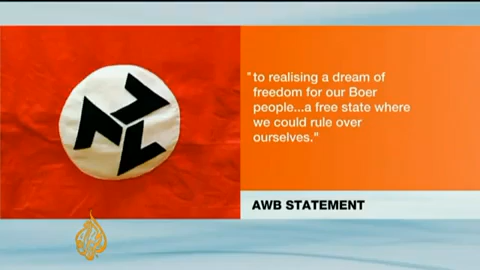 "to realising a dream of
freedom for our Boer
people...a free state where
we could rule over
ourselves."
AWB STATEMENT